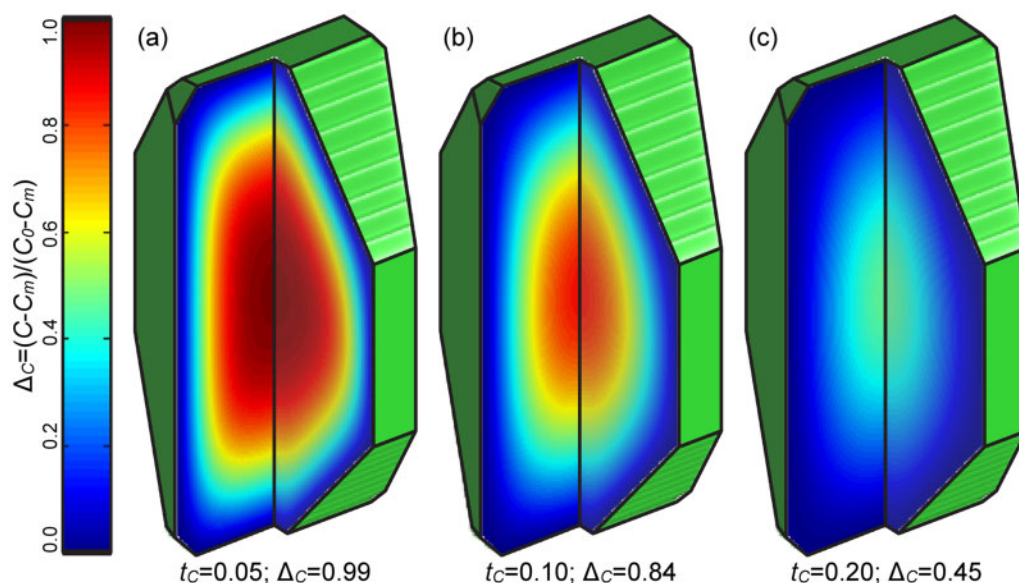 (a)
(b)
(c)
1.0
0.8
0.6
0.4
0.2
0.0
Δ_C=(C-C_m)/(C_0-C_m)
t_C=0.05; Δ_C=0.99
t_C=0.10; Δ_C=0.84
t_C=0.20; Δ_C=0.45